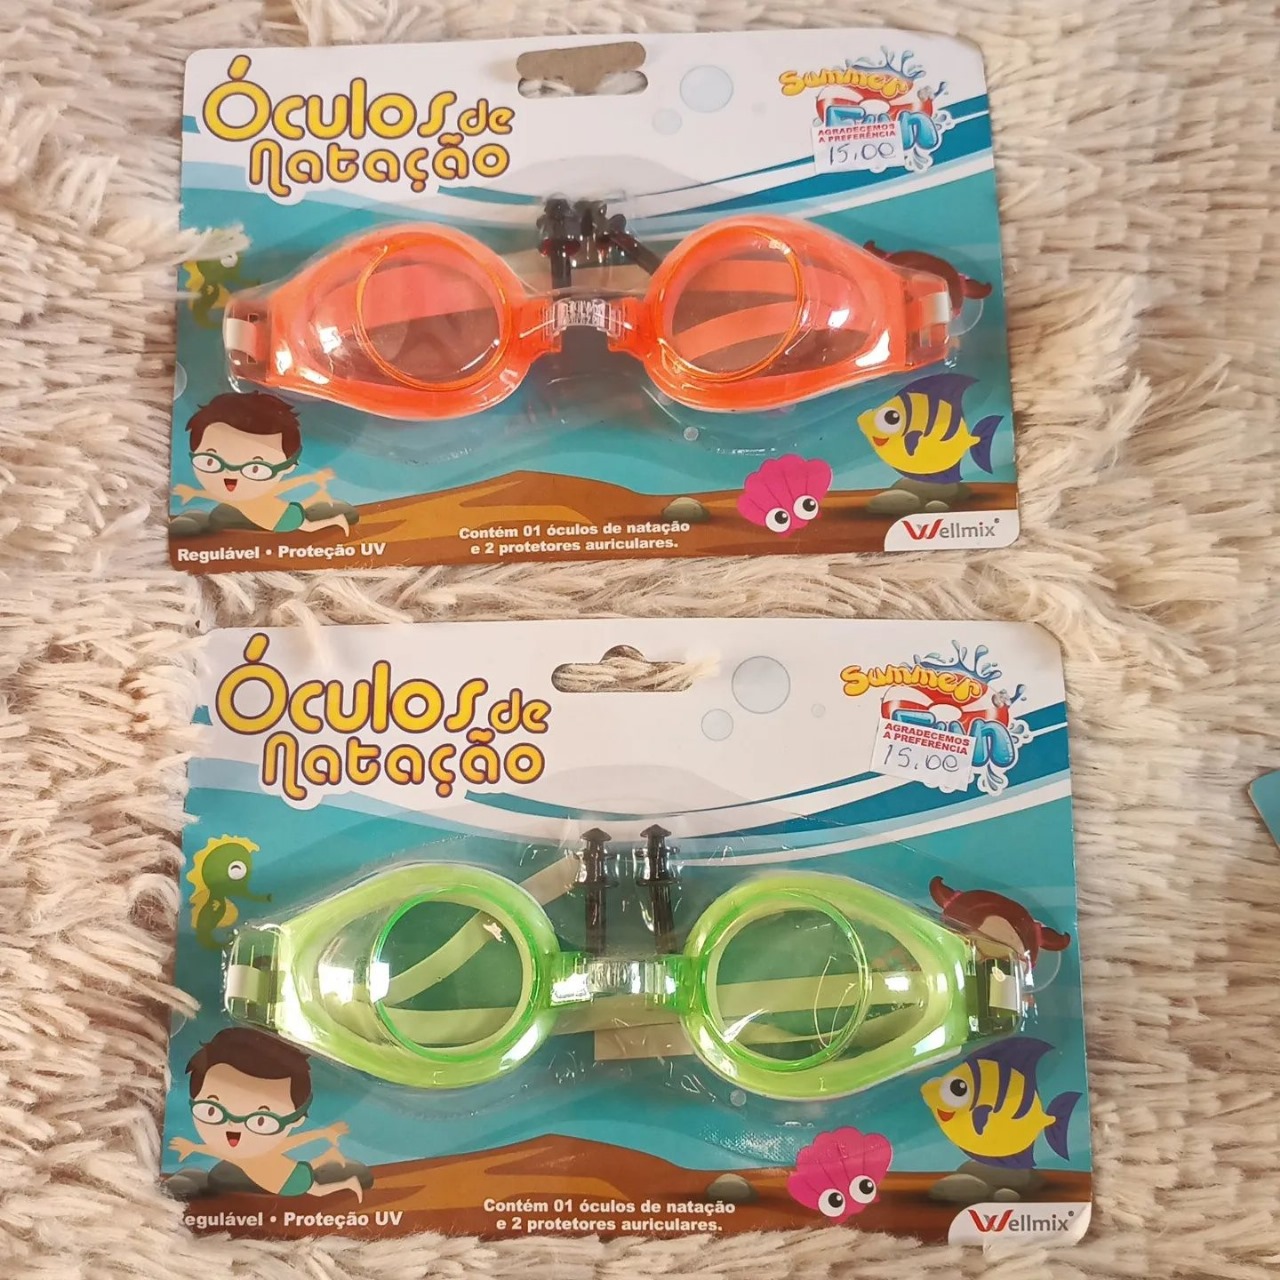 Óculos de
Natação
Summer
Fun
AGRADECEMOS
A PREFERÊNCIA
15,00
Contém 01 óculos de natação
e 2 protetores auriculares.
Regulável • Proteção UV
Wellmix®
Óculos de
Natação
Summer
Fun
AGRADECEMOS
A PREFERÊNCIA
15,00
Contém 01 óculos de natação
e 2 protetores auriculares.
egulável • Proteção UV
Wellmix®